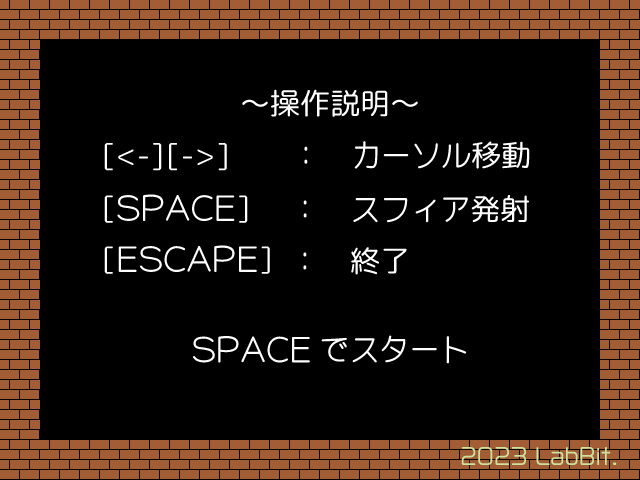 ～操作説明～
[<-][->] : カーソル移動
[SPACE] : スフィア発射
[ESCAPE] : 終了
SPACE でスタート
2023 LabBit.